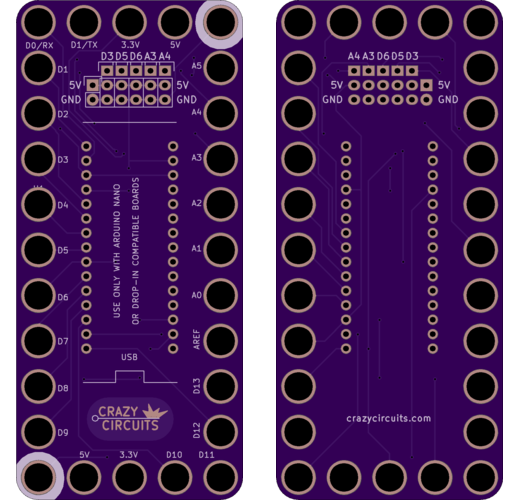 D0/RX D1/TX 3.3V 5V
D3 D5 D6 A3 A4
D1
A5
5V
GND GND
D2
A4
D3
A3
D4
A2
USE ONLY WITH ARDUINO NANO
OR DROP-IN COMPATIBLE BOARDS
D5
A1
D6
A0
D7
AREF
USB
D8
D13
CRAZY
CIRCUITS
D9
D12
5V 3.3V D10 D11
A4 A3 D6 D5 D3
5V
GND GND
crazycircuits.com